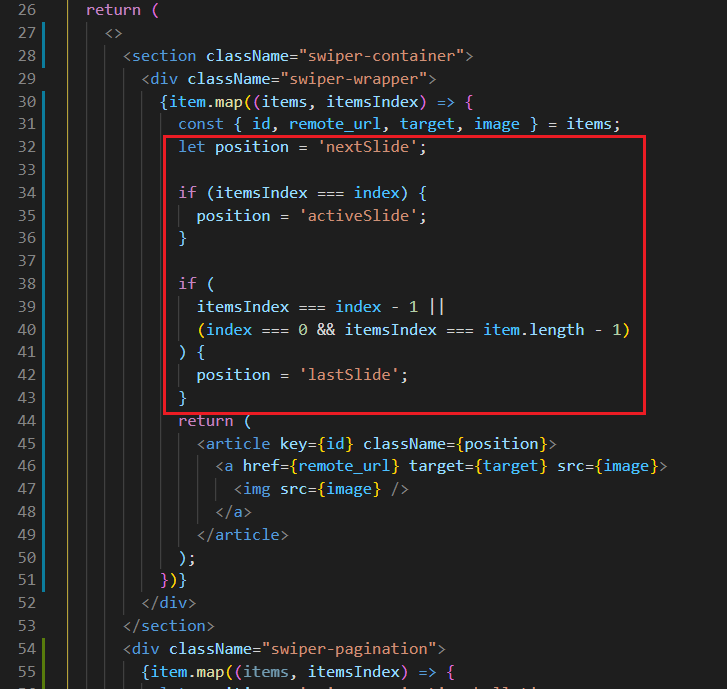 26 return (
27 <>
28 <section className="swiper-container">
29 <div className="swiper-wrapper">
30 {item.map((items, itemsIndex) => {
31 const { id, remote_url, target, image } = items;
32 let position = 'nextSlide';
33
34 if (itemsIndex === index) {
35 position = 'activeSlide';
36 }
37
38 if (
39 itemsIndex === index - 1 ||
40 (index === 0 && itemsIndex === item.length - 1)
41 ) {
42 position = 'lastSlide';
43 }
44 return (
45 <article key={id} className={position}>
46 <a href={remote_url} target={target} src={image}>
47 <img src={image} />
48 </a>
49 </article>
50 );
51 })}
52 </div>
53 </section>
54 <div className="swiper-pagination">
55 {item.map((items, itemsIndex) => {